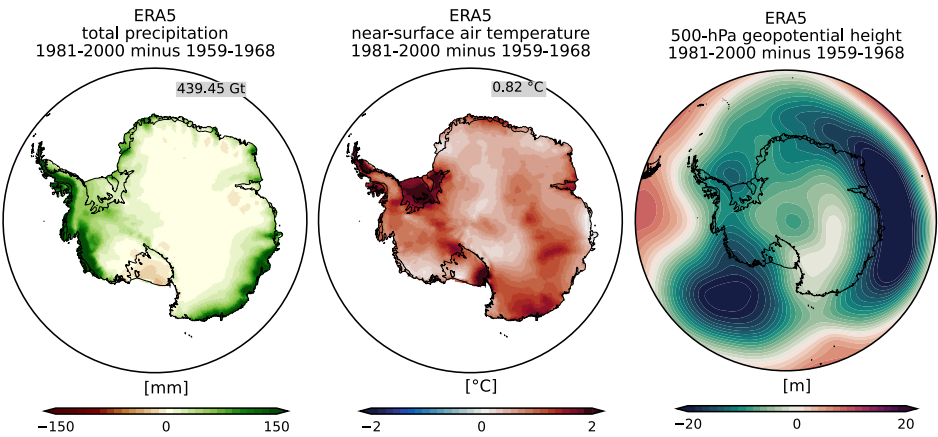 ERA5
total precipitation
1981-2000 minus 1959-1968
439.45 Gt
[mm]
−150 0 150
ERA5
near-surface air temperature
1981-2000 minus 1959-1968
0.82 °C
[°C]
−2 0 2
ERA5
500-hPa geopotential height
1981-2000 minus 1959-1968
[m]
−20 0 20